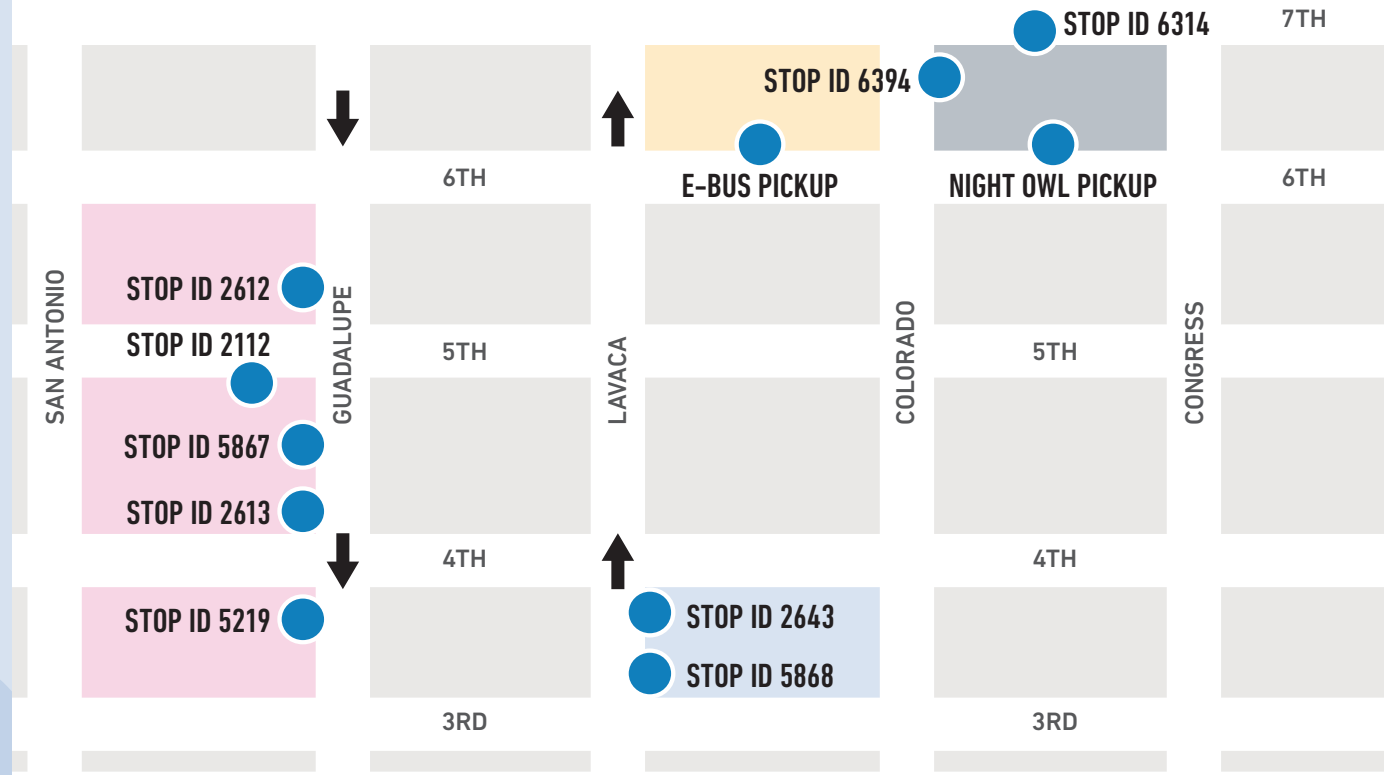 7TH
STOP ID 6314
STOP ID 6394
6TH
E-BUS PICKUP
NIGHT OWL PICKUP
6TH
SAN ANTONIO
STOP ID 2612
GUADALUPE
STOP ID 2112
5TH
LAVACA
COLORADO
5TH
CONGRESS
STOP ID 5867
STOP ID 2613
4TH
4TH
STOP ID 5219
STOP ID 2643
STOP ID 5868
3RD
3RD